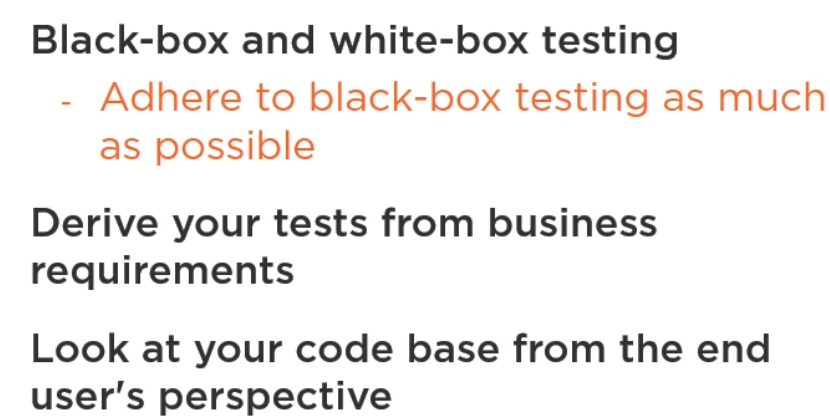 Black-box and white-box testing
- Adhere to black-box testing as much
as possible
Derive your tests from business
requirements
Look at your code base from the end
user's perspective